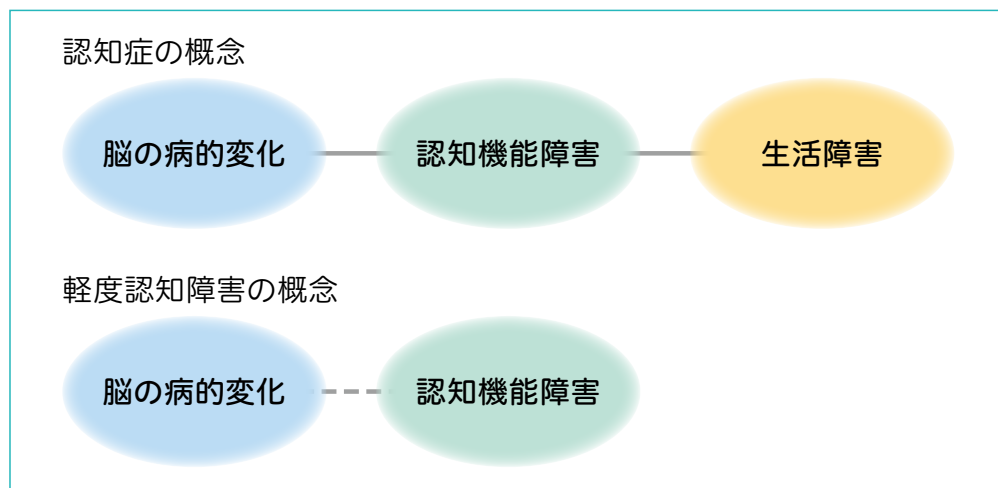 認知症の概念
脳の病的変化 認知機能障害 生活障害
軽度認知障害の概念
脳の病的変化 認知機能障害